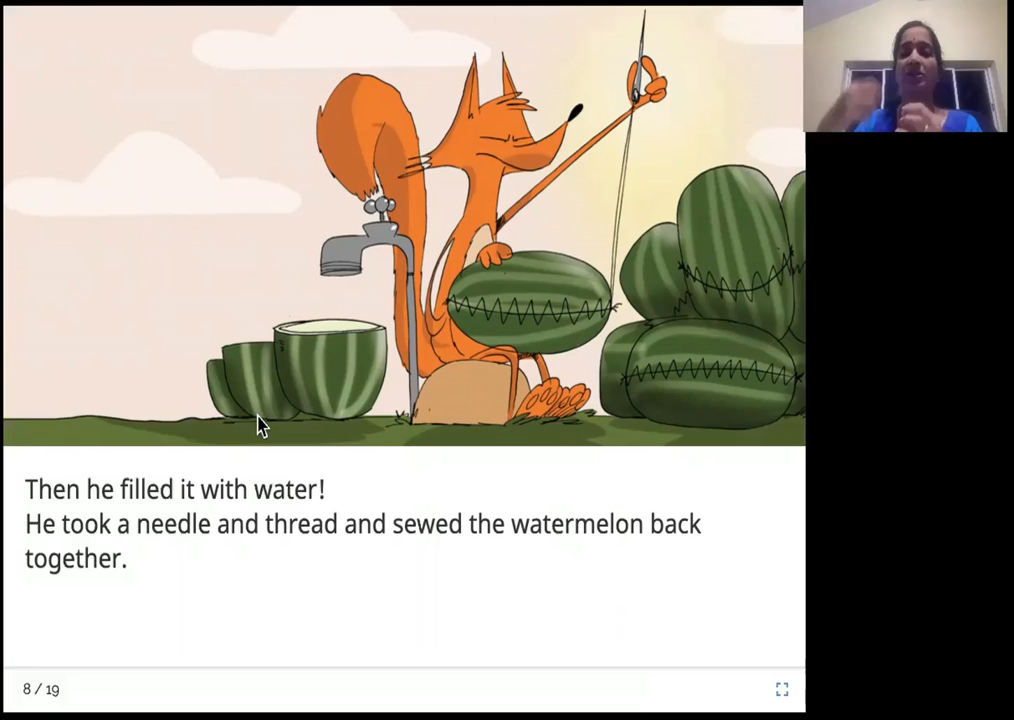 Then he filled it with water!
He took a needle and thread and sewed the watermelon back
together.
8 / 19